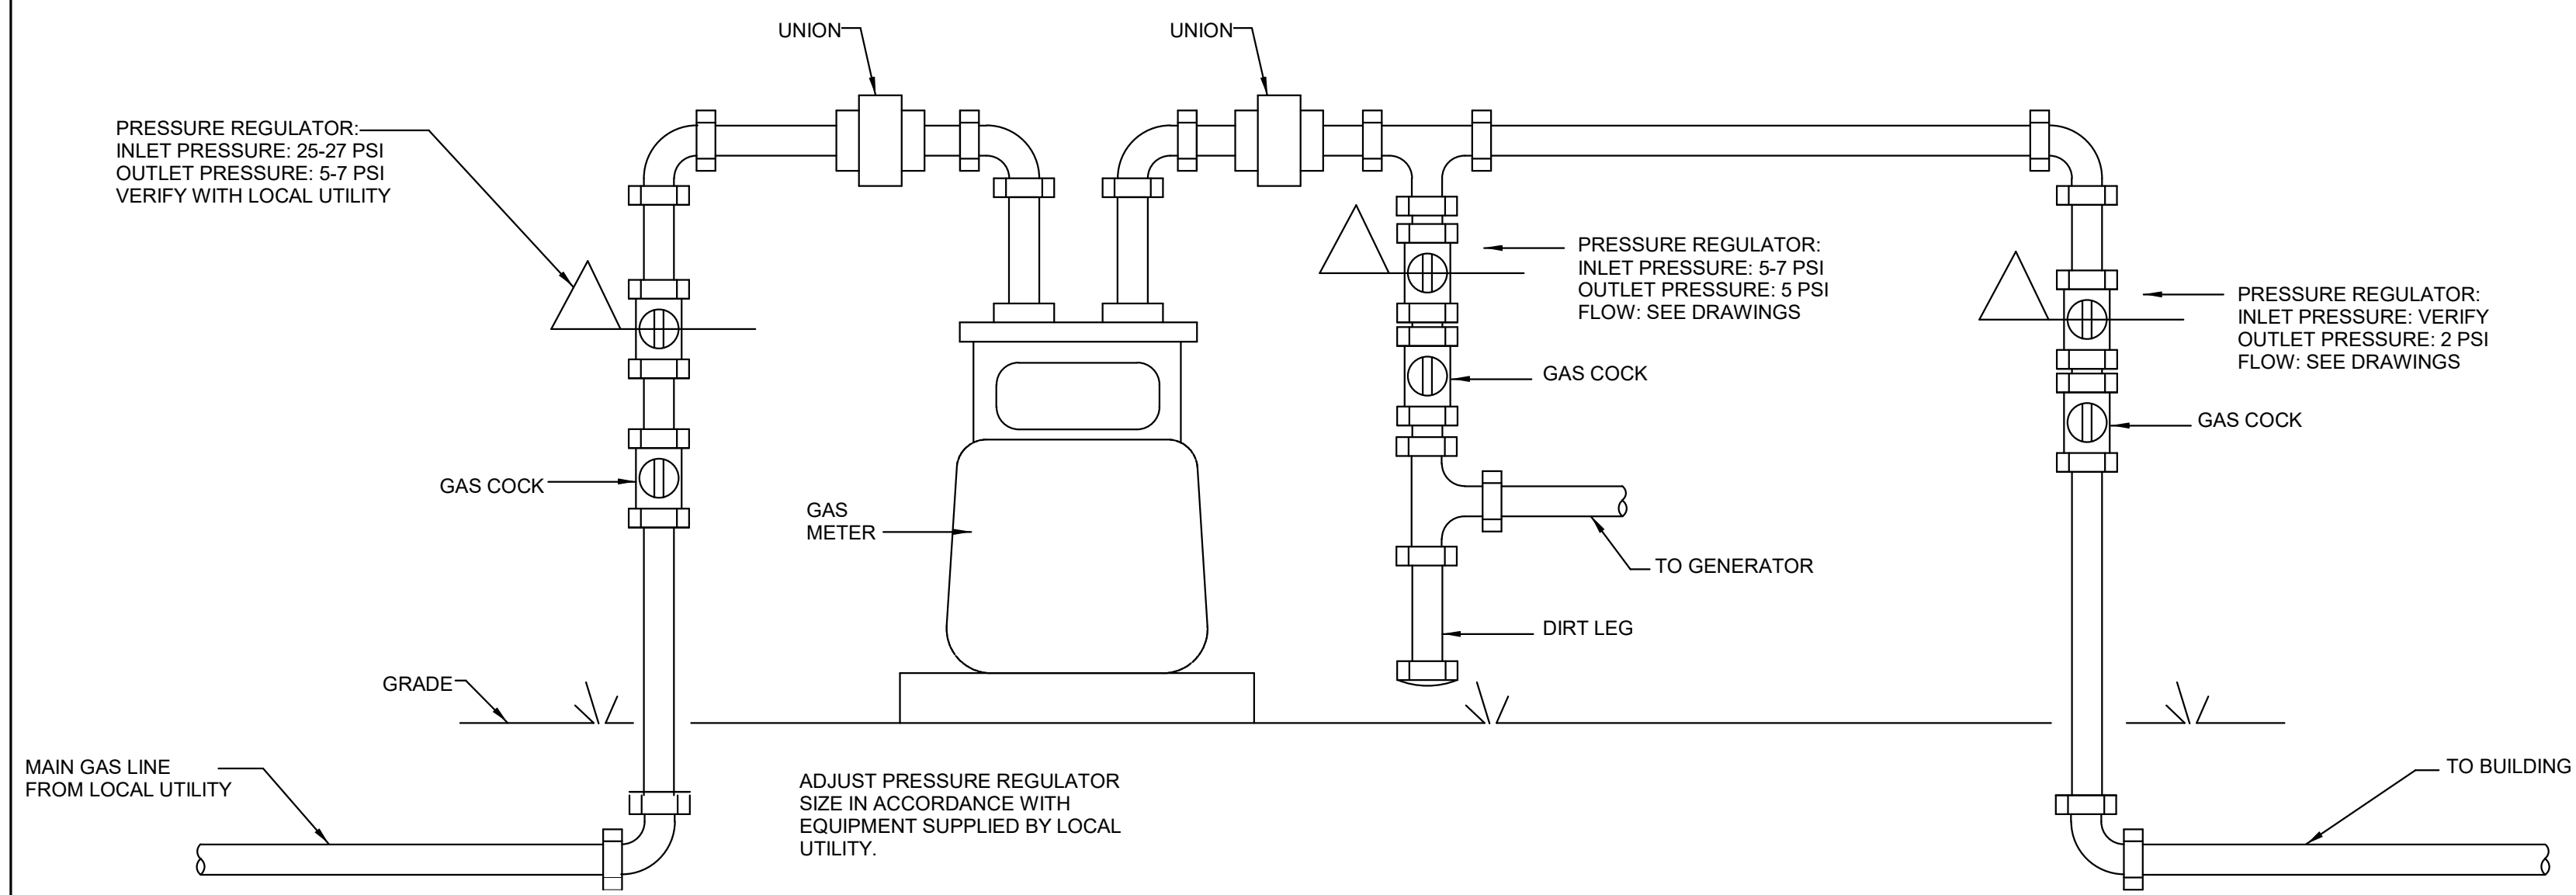 UNION
UNION
PRESSURE REGULATOR:
INLET PRESSURE: 25-27 PSI
OUTLET PRESSURE: 5-7 PSI
VERIFY WITH LOCAL UTILITY
PRESSURE REGULATOR:
INLET PRESSURE: 5-7 PSI
OUTLET PRESSURE: 5 PSI
FLOW: SEE DRAWINGS
PRESSURE REGULATOR:
INLET PRESSURE: VERIFY
OUTLET PRESSURE: 2 PSI
FLOW: SEE DRAWINGS
GAS COCK
GAS COCK
GAS COCK
GAS
METER
TO GENERATOR
DIRT LEG
GRADE
MAIN GAS LINE
FROM LOCAL UTILITY
ADJUST PRESSURE REGULATOR
SIZE IN ACCORDANCE WITH
EQUIPMENT SUPPLIED BY LOCAL
UTILITY.
TO BUILDING